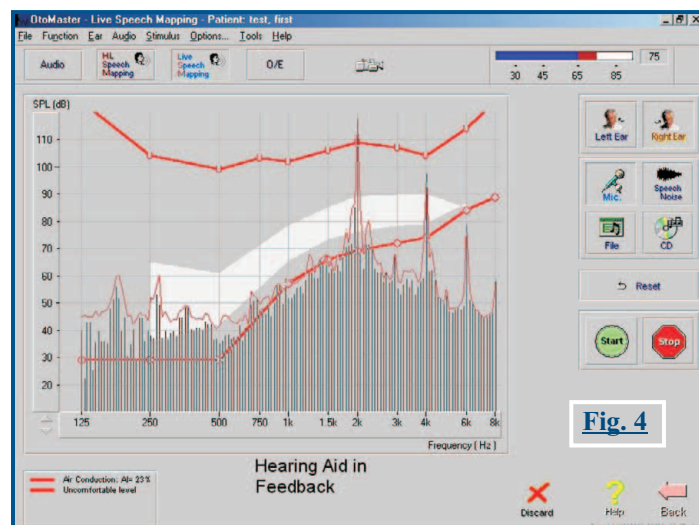 OtoMaster - Live Speech Mapping - Patient: test, first
File Function Ear Audio Stimulus Options... Tools Help
Audio
HL
Speech
Mapping
Live
Speech
Mapping
O/E
75
30 45 65 85
SPL (dB)
110
100
90
80
70
60
50
40
30
20
125 250 500 750 1k 1.5k 2k 3k 4k 6k 8k
Frequency ( Hz )
Left Ear
Right Ear
Mic.
Speech
Noise
File
CD
Reset
Start
Stop
Fig. 4
Air Conduction: AI= 23%
Uncomfortable level
Hearing Aid in
Feedback
Discard
Help
Back